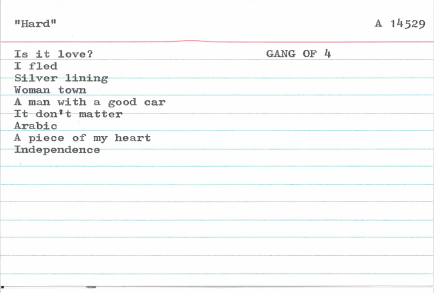 "Hard" A 14529
Is it love? GANG OF 4
I fled
Silver lining
Woman town
A man with a good car
It don't matter
Arabic
A piece of my heart
Independence